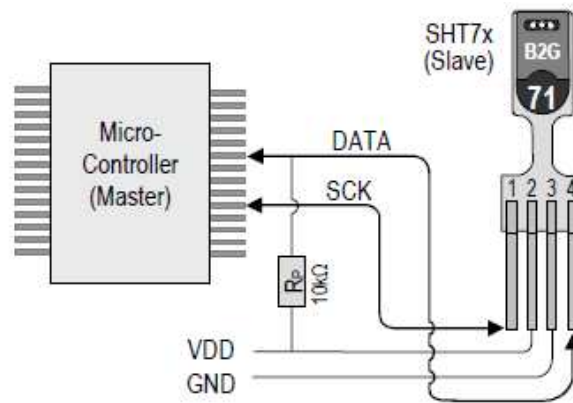 SHT7x
(Slave)
B2G
71
Micro-
Controller
(Master)
DATA
SCK
1 2 3 4
RP
10kΩ
VDD
GND